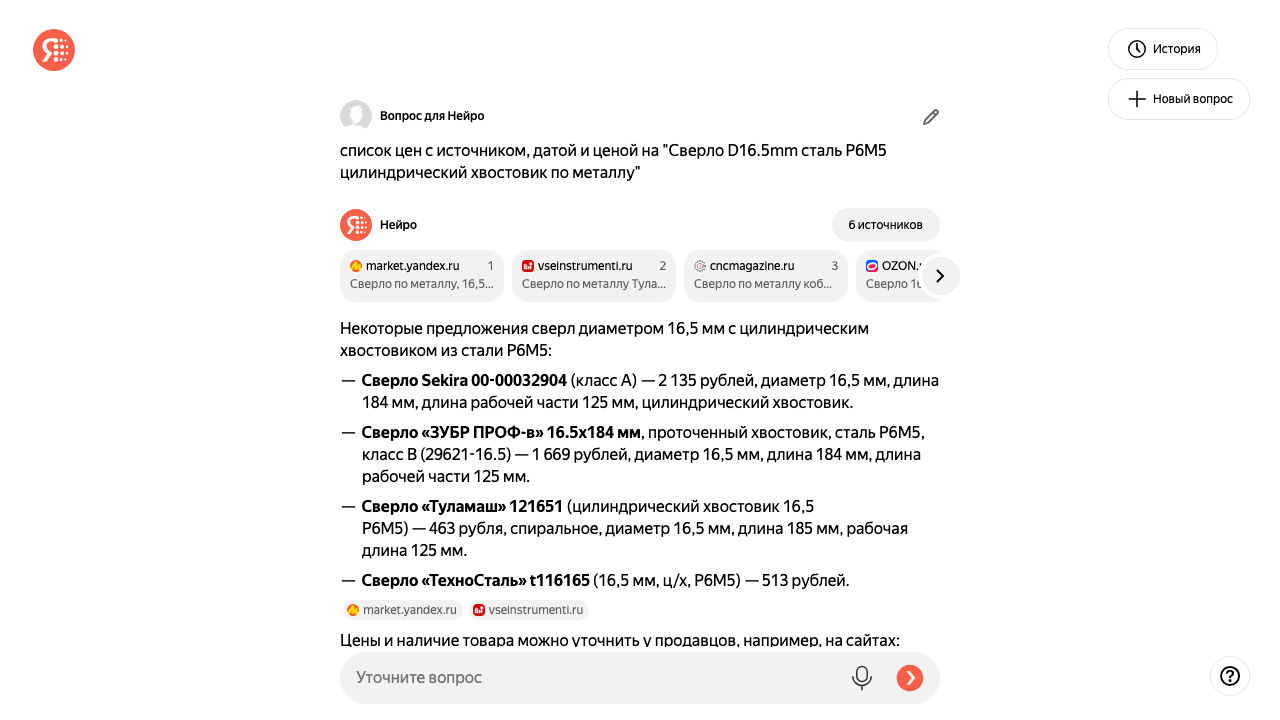 История
Новый вопрос
Вопрос для Нейро
список цен с источником, датой и ценой на "Сверло D16.5mm сталь Р6М5
цилиндрический хвостовик по металлу"
Нейро
6 источников
market.yandex.ru 1
Сверло по металлу, 16,5...
vseinstrumenti.ru 2
Сверло по металлу Тула...
cncmagazine.ru 3
Сверло по металлу коб...
OZON.
Сверло 16
Некоторые предложения сверл диаметром 16,5 мм с цилиндрическим
хвостовиком из стали Р6М5:
— Сверло Sekira 00-00032904 (класс А) — 2 135 рублей, диаметр 16,5 мм, длина
184 мм, длина рабочей части 125 мм, цилиндрический хвостовик.
— Сверло «ЗУБР ПРОФ-в» 16.5х184 мм, проточенный хвостовик, сталь Р6М5,
класс В (29621-16.5) — 1 669 рублей, диаметр 16,5 мм, длина 184 мм, длина
рабочей части 125 мм.
— Сверло «Туламаш» 121651 (цилиндрический хвостовик 16,5
Р6М5) — 463 рубля, спиральное, диаметр 16,5 мм, длина 185 мм, рабочая
длина 125 мм.
— Сверло «ТехноСталь» t116165 (16,5 мм, ц/х, Р6М5) — 513 рублей.
market.yandex.ru vseinstrumenti.ru
Цены и наличие товара можно уточнить у продавцов, например, на сайтах:
Уточните вопрос